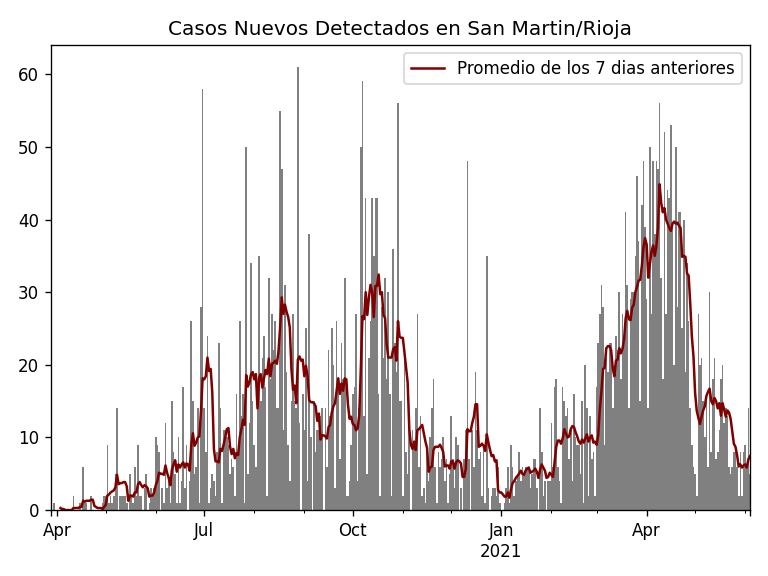 Casos Nuevos Detectados en San Martin/Rioja
Promedio de los 7 dias anteriores
60
50
40
30
20
10
0
Apr
Jul
Oct
Jan
2021
Apr